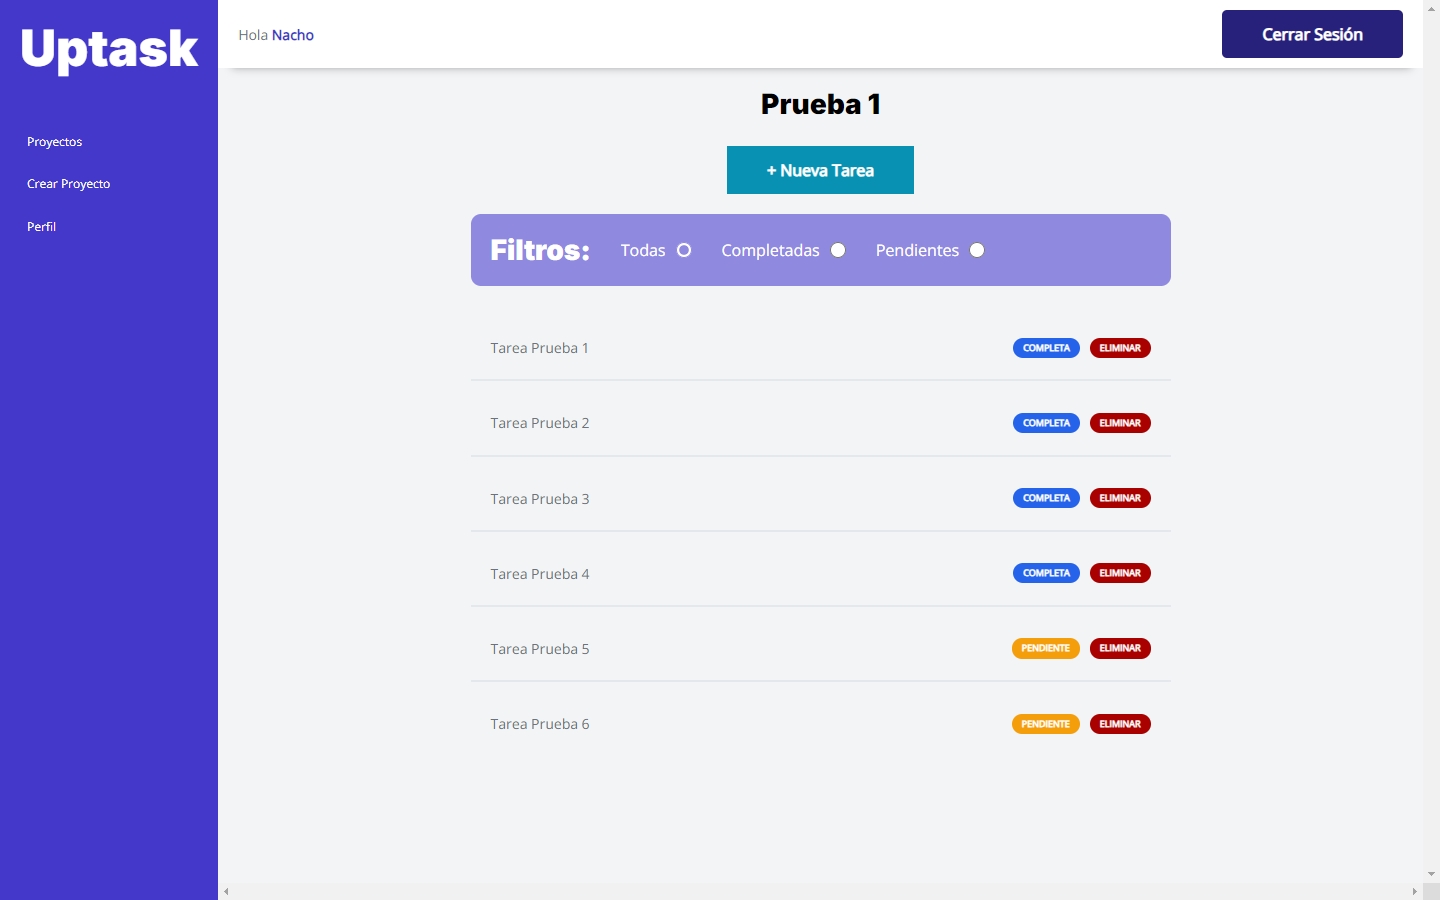 Uptask
Hola Nacho
Cerrar Sesión
Proyectos
Crear Proyecto
Perfil
Prueba 1
+ Nueva Tarea
Filtros: Todas Completadas Pendientes
Tarea Prueba 1 COMPLETA ELIMINAR
Tarea Prueba 2 COMPLETA ELIMINAR
Tarea Prueba 3 COMPLETA ELIMINAR
Tarea Prueba 4 COMPLETA ELIMINAR
Tarea Prueba 5 PENDIENTE ELIMINAR
Tarea Prueba 6 PENDIENTE ELIMINAR